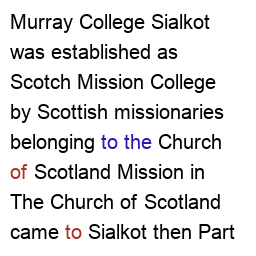 Murray College Sialkot
was established as
Scotch Mission College
by Scottish missionaries
belonging to the Church
of Scotland Mission in
The Church of Scotland
came to Sialkot then Part